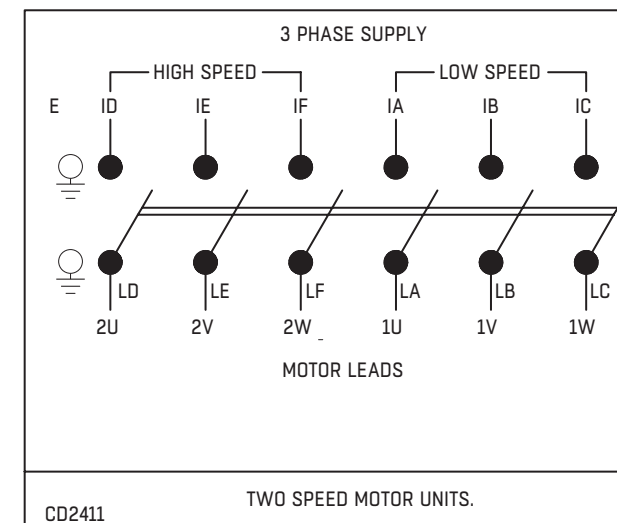 3 PHASE SUPPLY
HIGH SPEED LOW SPEED
E ID IE IF IA IB IC
LD LE LF LA LB LC
2U 2V 2W 1U 1V 1W
MOTOR LEADS
TWO SPEED MOTOR UNITS.
CD2411